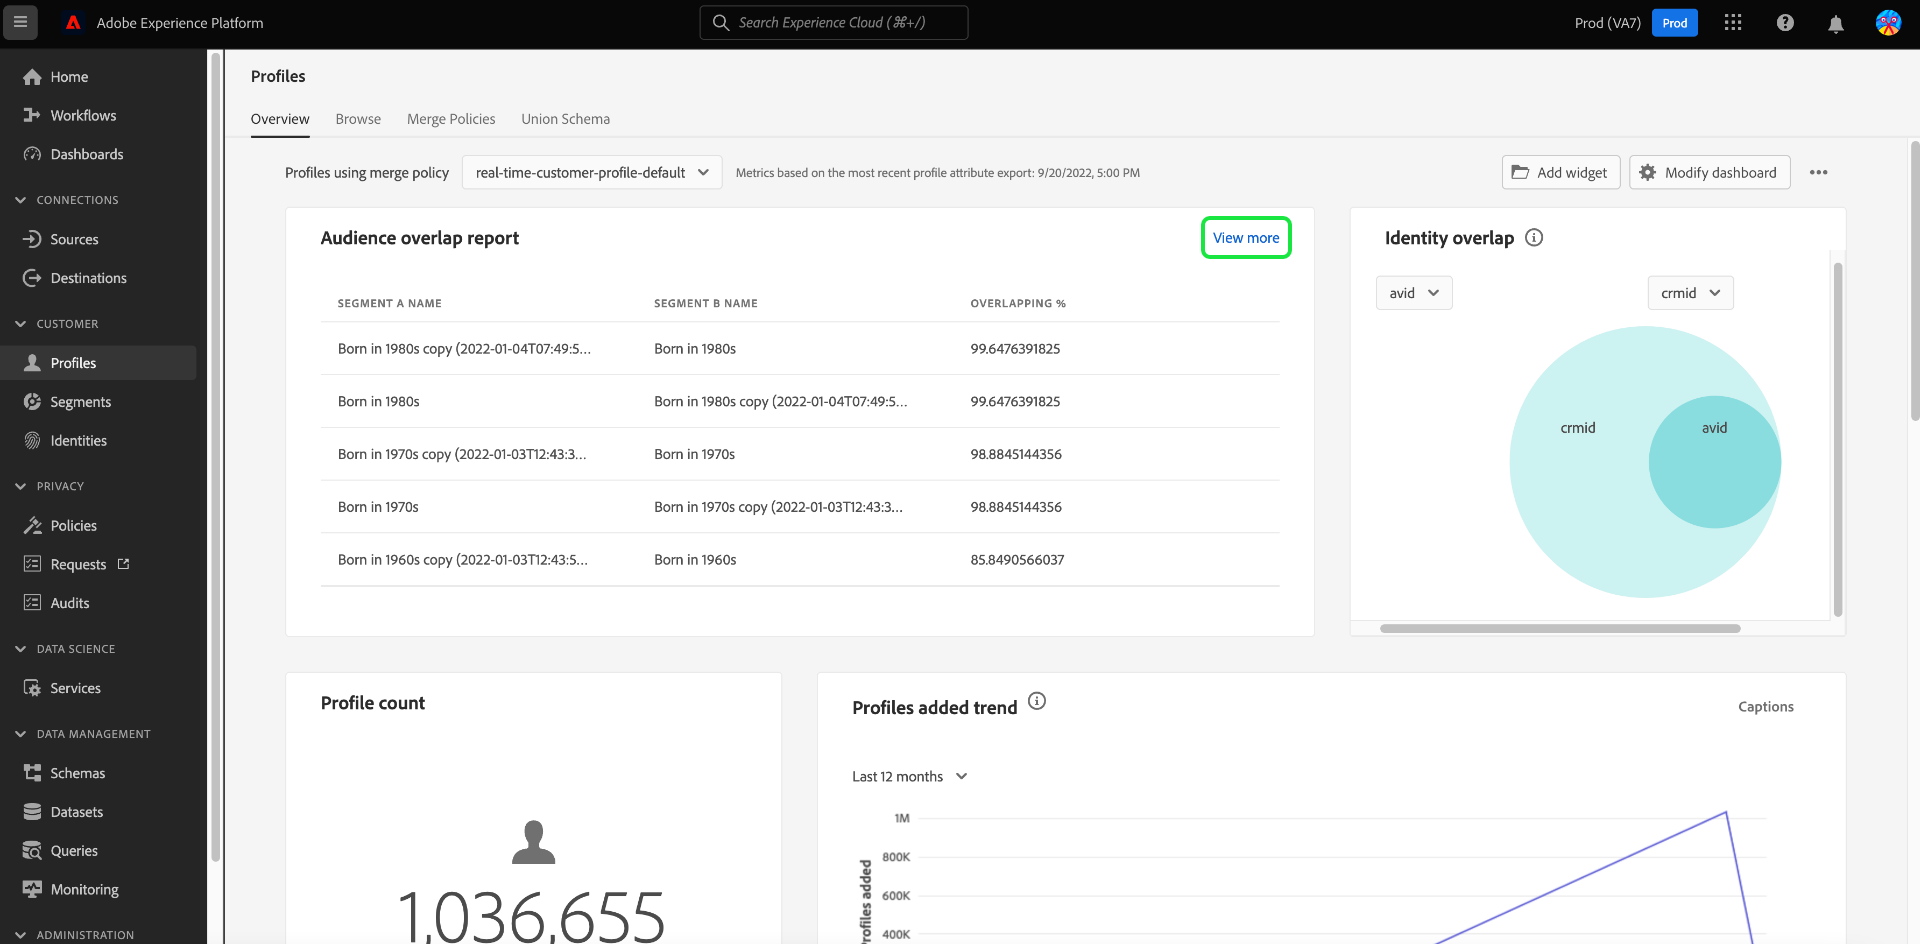 Adobe Experience Platform
Search Experience Cloud (⌘+/)
Prod (VA7)
Prod
Home
Workflows
Dashboards
CONNECTIONS
Sources
Destinations
CUSTOMER
Profiles
Segments
Identities
PRIVACY
Policies
Requests
Audits
DATA SCIENCE
Services
DATA MANAGEMENT
Schemas
Datasets
Queries
Monitoring
ADMINISTRATION
Profiles
Overview Browse Merge Policies Union Schema
Profiles using merge policy real-time-customer-profile-default Metrics based on the most recent profile attribute export: 9/20/2022, 5:00 PM Add widget Modify dashboard •••
Audience overlap report View more
SEGMENT A NAME SEGMENT B NAME OVERLAPPING %
Born in 1980s copy (2022-01-04T07:49:5... Born in 1980s 99.6476391825
Born in 1980s Born in 1980s copy (2022-01-04T07:49:5... 99.6476391825
Born in 1970s copy (2022-01-03T12:43:3... Born in 1970s 98.8845144356
Born in 1970s Born in 1970s copy (2022-01-03T12:43:3... 98.8845144356
Born in 1960s copy (2022-01-03T12:43:5... Born in 1960s 85.8490566037
Identity overlap
avid crmid
crmid avid
Profile count
1,036,655
Profiles added trend
Captions
Last 12 months
1M
800K
600K
400K
Profiles added